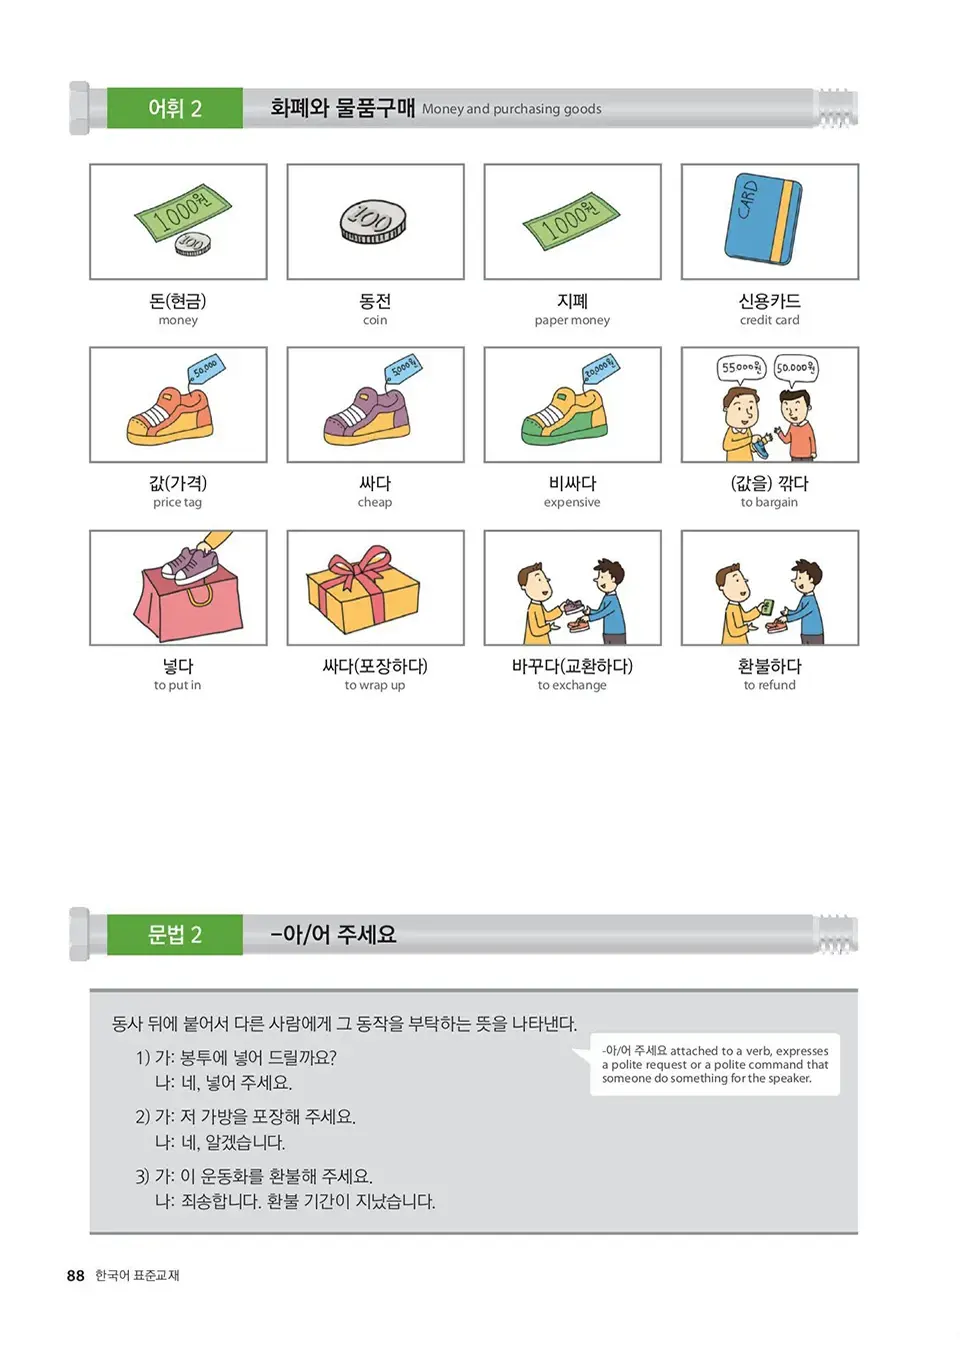 어휘 2
화폐와 물품구매 Money and purchasing goods
1000원
100
100
1000원
CARD
돈(현금)
동전
지폐
신용카드
money
coin
paper money
credit card
50,000
5,000원
20,000원
55000원
50.000원
값(가격)
싸다
비싸다
(값을) 깎다
price tag
cheap
expensive
to bargain
넣다
싸다(포장하다)
바꾸다(교환하다)
환불하다
to put in
to wrap up
to exchange
to refund
문법 2
-아/어 주세요
동사 뒤에 붙어서 다른 사람에게 그 동작을 부탁하는 뜻을 나타낸다.
-아/어 주세요 attached to a verb, expresses
a polite request or a polite command that
someone do something for the speaker.
1) 가: 봉투에 넣어 드릴까요?
나: 네, 넣어 주세요.
2) 가: 저 가방을 포장해 주세요.
나: 네, 알겠습니다.
3) 가: 이 운동화를 환불해 주세요.
나: 죄송합니다. 환불 기간이 지났습니다.
88 한국어 표준교재